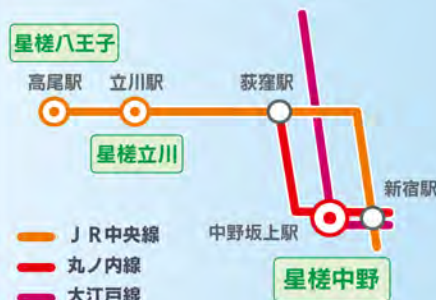 星槎八王子
高尾駅
立川駅
荻窪駅
星槎立川
新宿駅
中野坂上駅
ＪＲ中央線
丸ノ内線
大江戸線
星槎中野